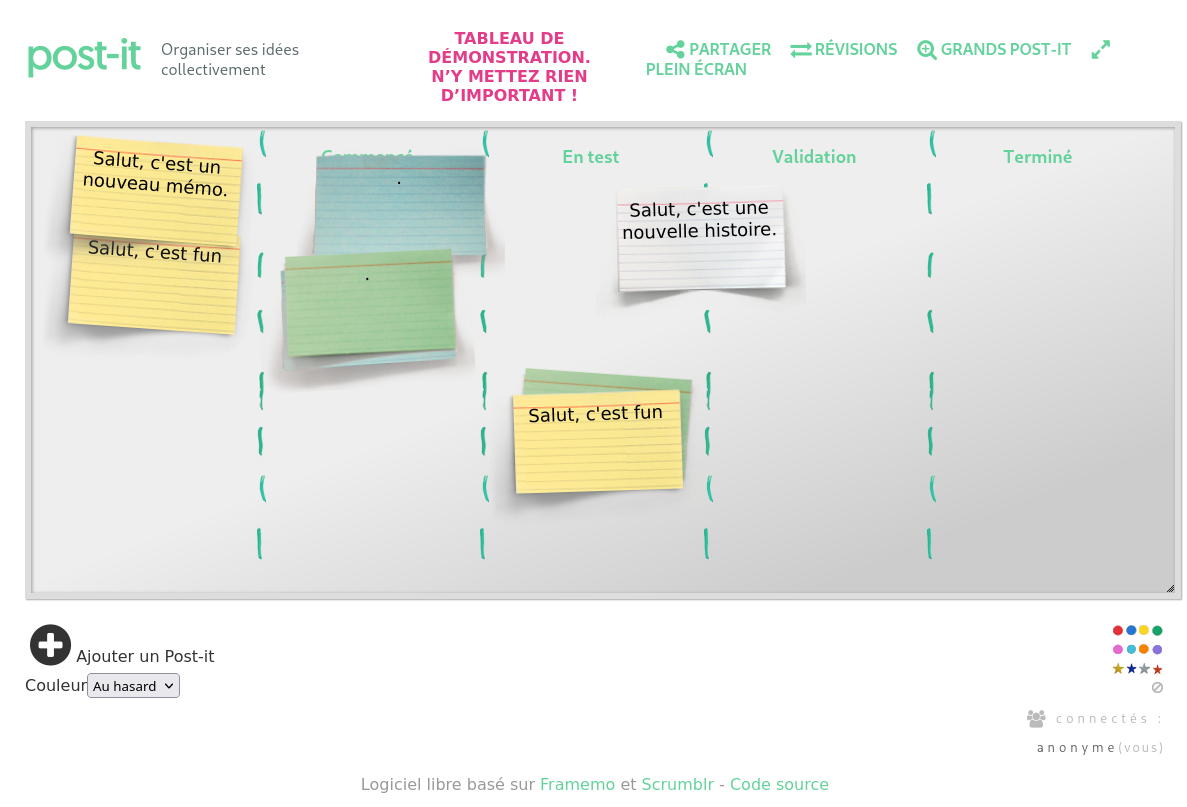 post-it
Organiser ses idées
collectivement
TABLEAU DE
DÉMONSTRATION.
N’Y METTEZ RIEN
D’IMPORTANT !
PARTAGER
RÉVISIONS
GRANDS POST-IT
PLEIN ÉCRAN
Commencé
En test
Validation
Terminé
Salut, c'est un
nouveau mémo.
Salut, c'est fun
.
.
Salut, c'est une
nouvelle histoire.
Salut, c'est fun
Ajouter un Post-it
Couleur Au hasard
connectés :
anonyme(vous)
Logiciel libre basé sur Framemo et Scrumblr - Code source